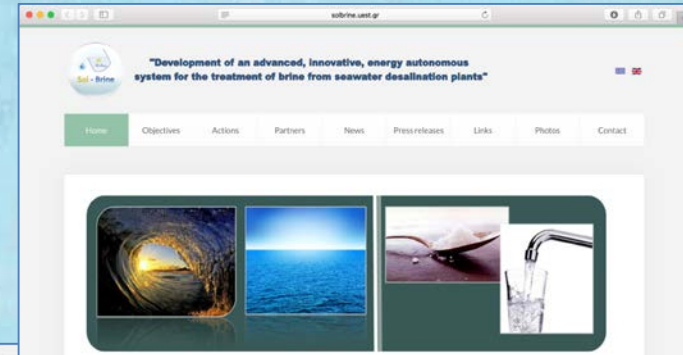 solbrine.uest.gr
Sol - Brine
"Development of an advanced, innovative, energy autonomous
system for the treatment of brine from seawater desalination plants"
Home Objectives Actions Partners News Press releases Links Photos Contact